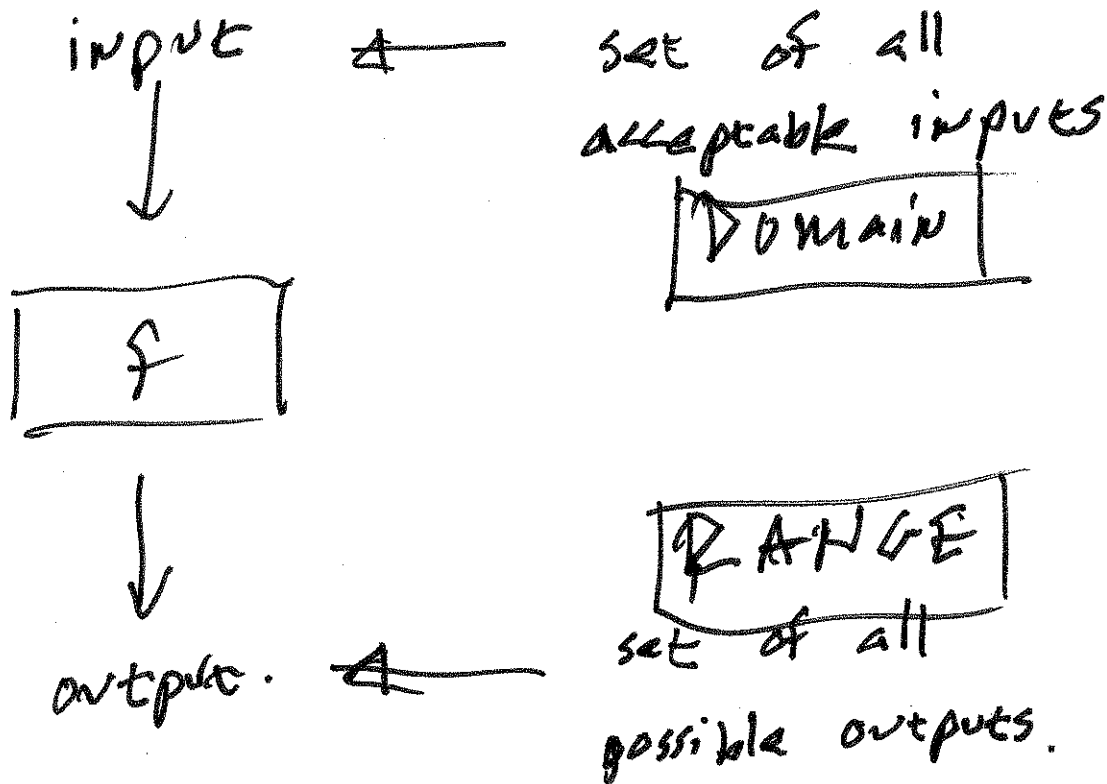 input
set of all
acceptable inputs
Domain
f
RANGE
output.
set of all
possible outputs.